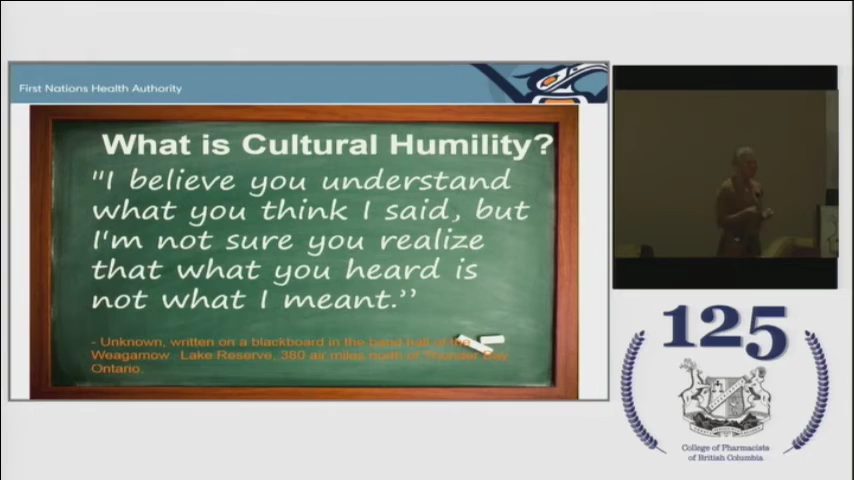 First Nations Health Authority
What is Cultural Humility?
"I believe you understand
what you think I said, but
I'm not sure you realize
that what you heard is
not what I meant.”
- Unknown, written on a blackboard in the band hall of the
Weagamow Lake Reserve, 380 air miles north of Thunder Bay
Ontario.
125
College of Pharmacists
of British Columbia